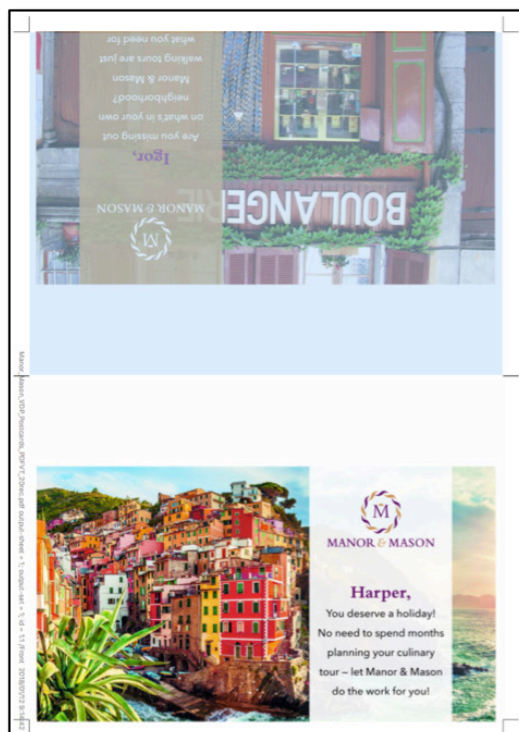 what you need
walking tours are just
Manor & Mason
neighborhood?
on what's in your own
Are you missing out
Igor,
MANOR & MASON
M
BOULANGERIE
M
MANOR & MASON
Harper,
You deserve a holiday!
No need to spend months
planning your culinary
tour – let Manor & Mason
do the work for you!